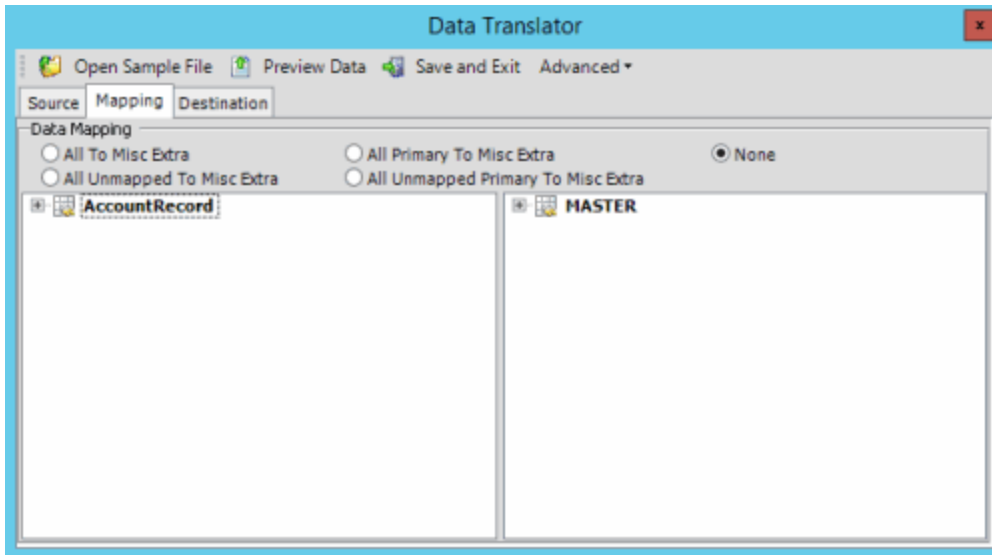 Data Translator
x
Open Sample File Preview Data Save and Exit Advanced
Source Mapping Destination
Data Mapping
All To Misc Extra All Primary To Misc Extra None
All Unmapped To Misc Extra All Unmapped Primary To Misc Extra
AccountRecord MASTER